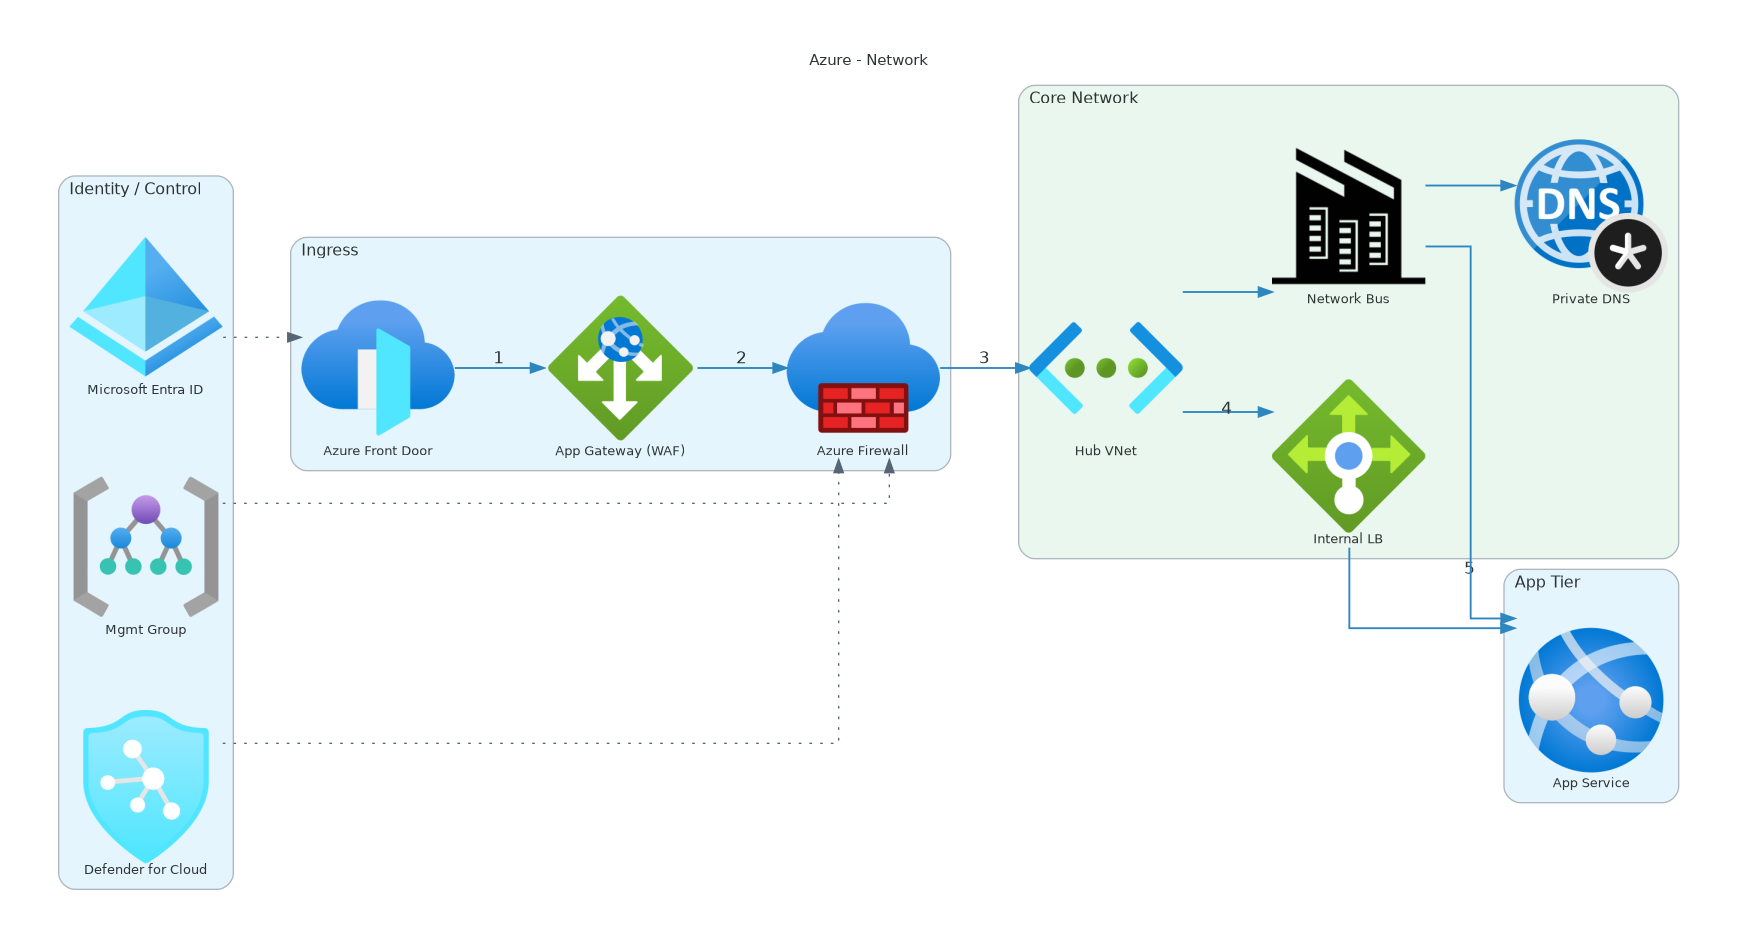 Azure - Network
Core Network
Identity / Control
Ingress
DNS
Microsoft Entra ID
Network Bus
Private DNS
1
2
3
4
Azure Front Door
App Gateway (WAF)
Azure Firewall
Hub VNet
Internal LB
Mgmt Group
5
App Tier
App Service
Defender for Cloud